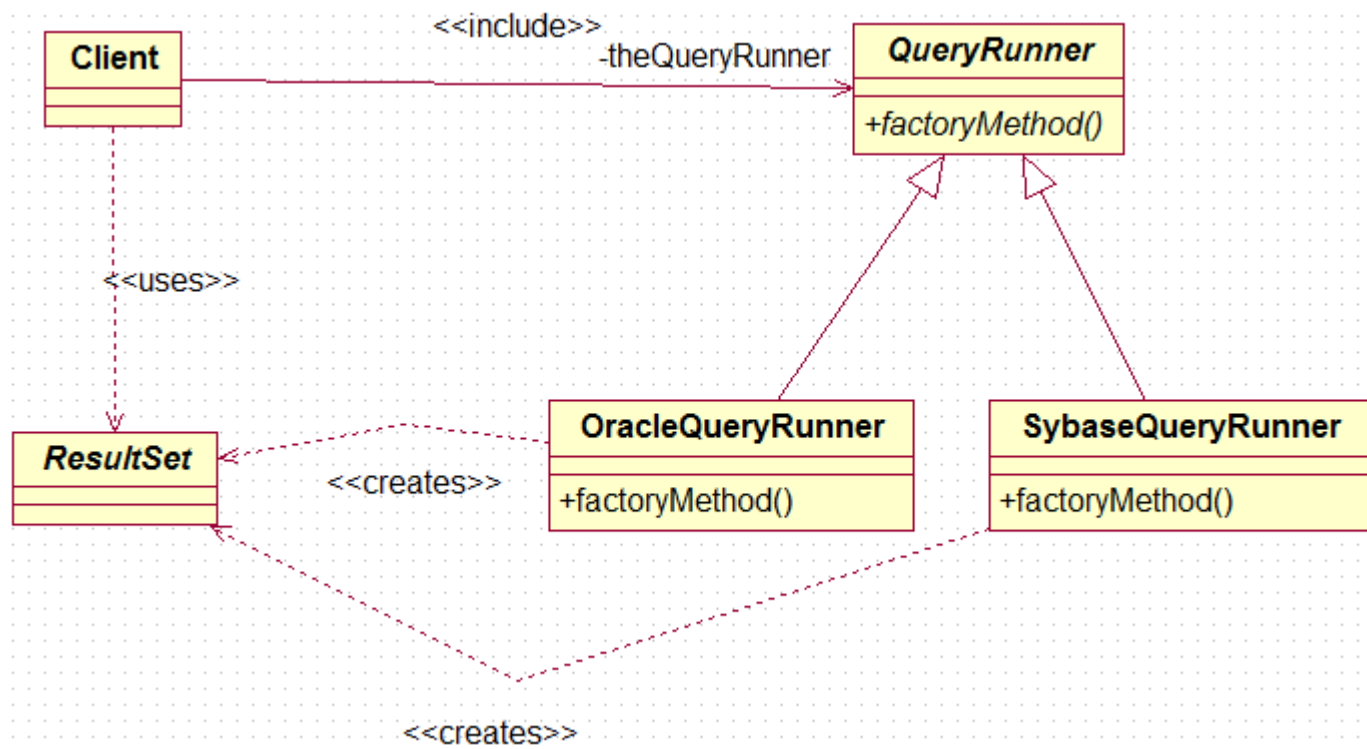 <<include>>
Client
-theQueryRunner
QueryRunner
+factoryMethod()
<<uses>>
ResultSet
<<creates>>
OracleQueryRunner
+factoryMethod()
SybaseQueryRunner
+factoryMethod()
<<creates>>